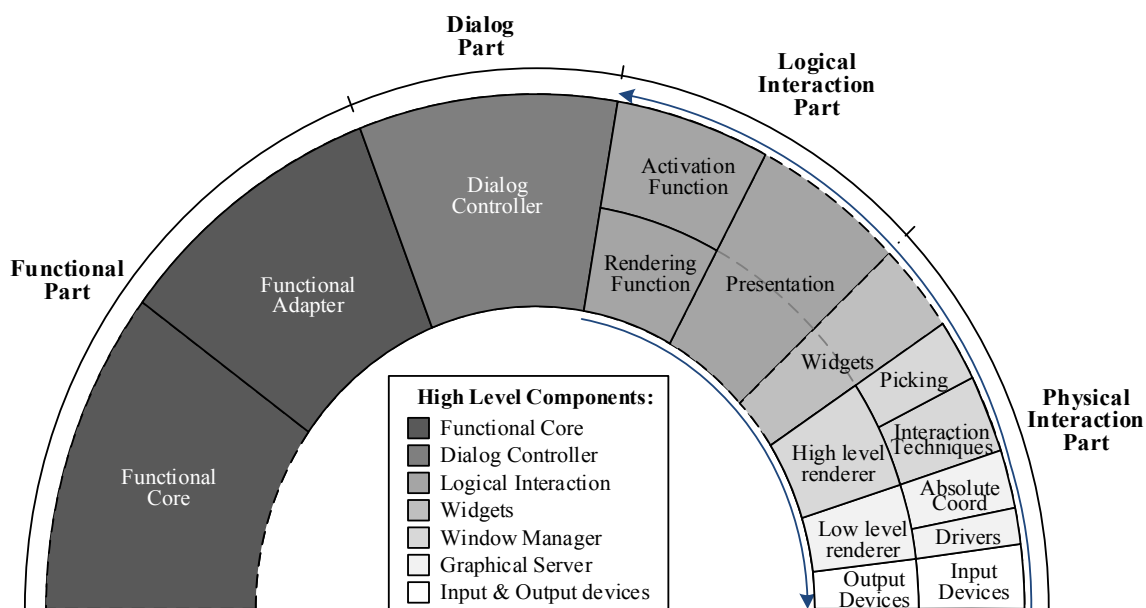 Dialog
Part
Logical
Interaction
Part
Functional
Part
Physical
Interaction
Part
Functional
Core
Functional
Adapter
Dialog
Controller
Activation
Function
Rendering
Function
Presentation
Widgets
Picking
Interaction
Techniques
High level
renderer
Absolute
Coord
Low level
renderer
Drivers
Output
Devices
Input
Devices
High Level Components:
Functional Core
Dialog Controller
Logical Interaction
Widgets
Window Manager
Graphical Server
Input & Output devices